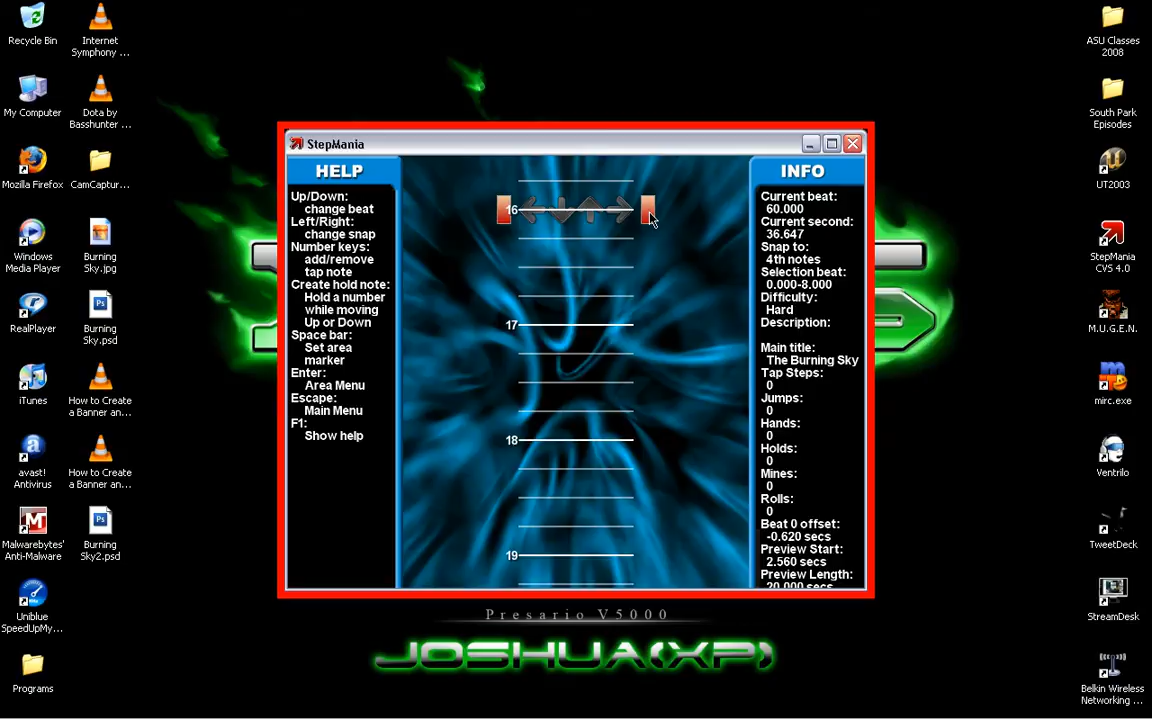 Recycle Bin
My Computer
Mozilla Firefox
Windows
Media Player
RealPlayer
iTunes
avast!
Antivirus
Malwarebytes'
Anti-Malware
Uniblue
SpeedUpMy...
Programs
Internet
Symphony ...
Dota by
Basshunter ...
CamCaptur...
Burning
Sky.jpg
Burning
Sky.psd
How to Create
a Banner an...
How to Create
a Banner an...
Burning
Sky2.psd
StepMania
HELP
Up/Down:
change beat
Left/Right:
change snap
Number keys:
add/remove
tap note
Create hold note:
Hold a number
while moving
Up or Down
Space bar:
Set area
marker
Enter:
Area Menu
Escape:
Main Menu
F1:
Show help
16
17
18
19
INFO
Current beat:
60.000
Current second:
36.647
Snap to:
4th notes
Selection beat:
0.000-8.000
Difficulty:
Hard
Description:
Main title:
The Burning Sky
Tap Steps:
0
Jumps:
0
Hands:
0
Holds:
0
Mines:
0
Rolls:
0
Beat 0 offset:
-0.620 secs
Preview Start:
2.560 secs
Preview Length:
20.000 secs
Presario V5000
JOSHUA(XP)
ASU Classes
2008
South Park
Episodes
UT2003
StepMania
CVS 4.0
M.U.G.E.N.
mirc.exe
Ventrilo
TweetDeck
StreamDesk
Belkin Wireless
Networking ...